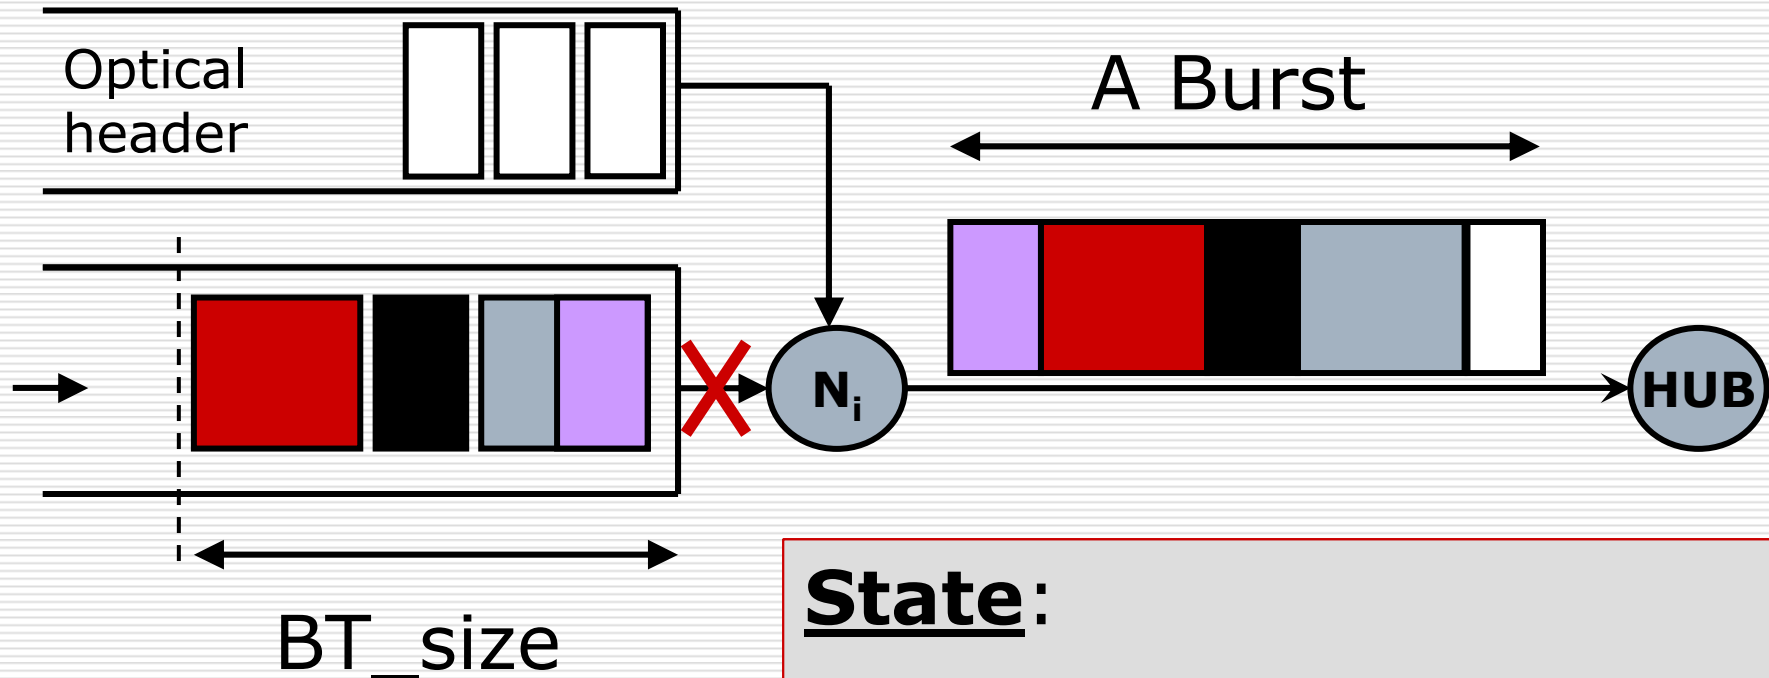 Optical
header
A Burst
Ni
HUB
BT_size
State: